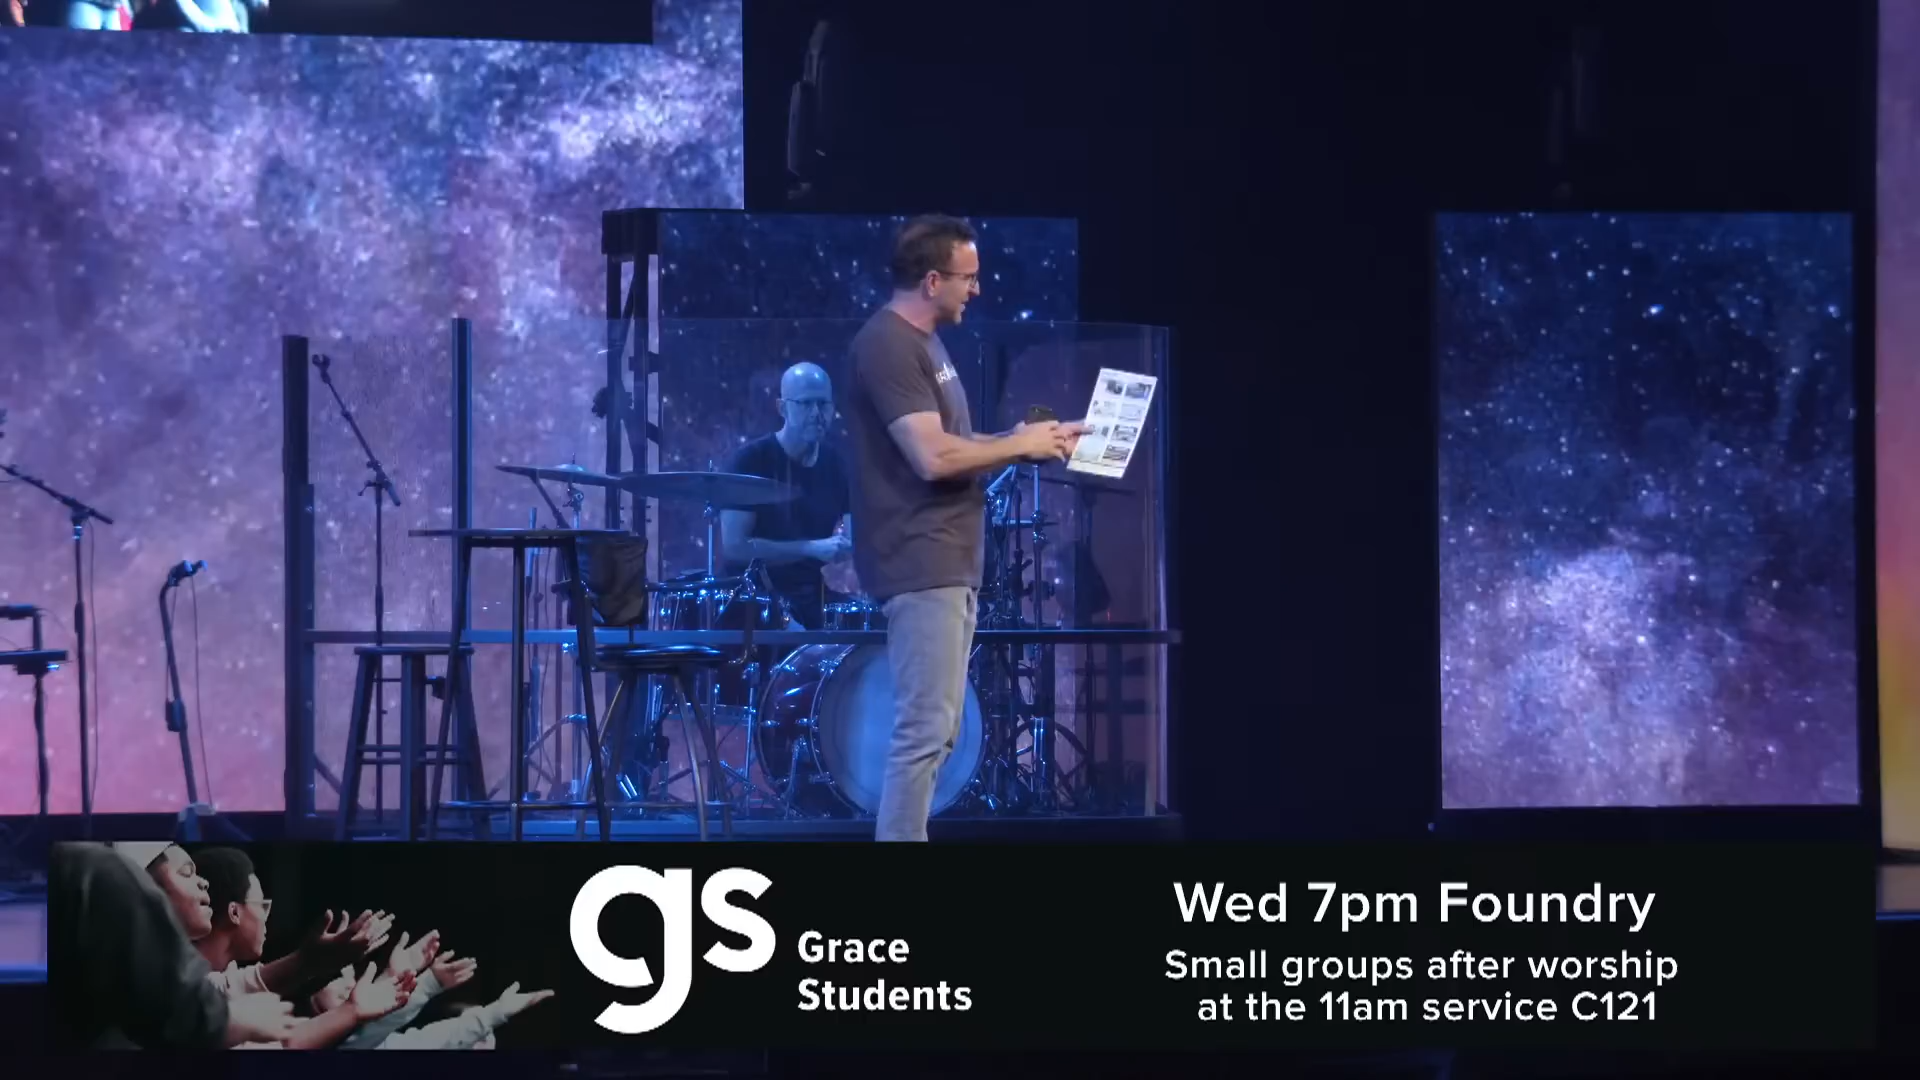 gs
Grace
Students
Wed 7pm Foundry
Small groups after worship
at the 11am service C121